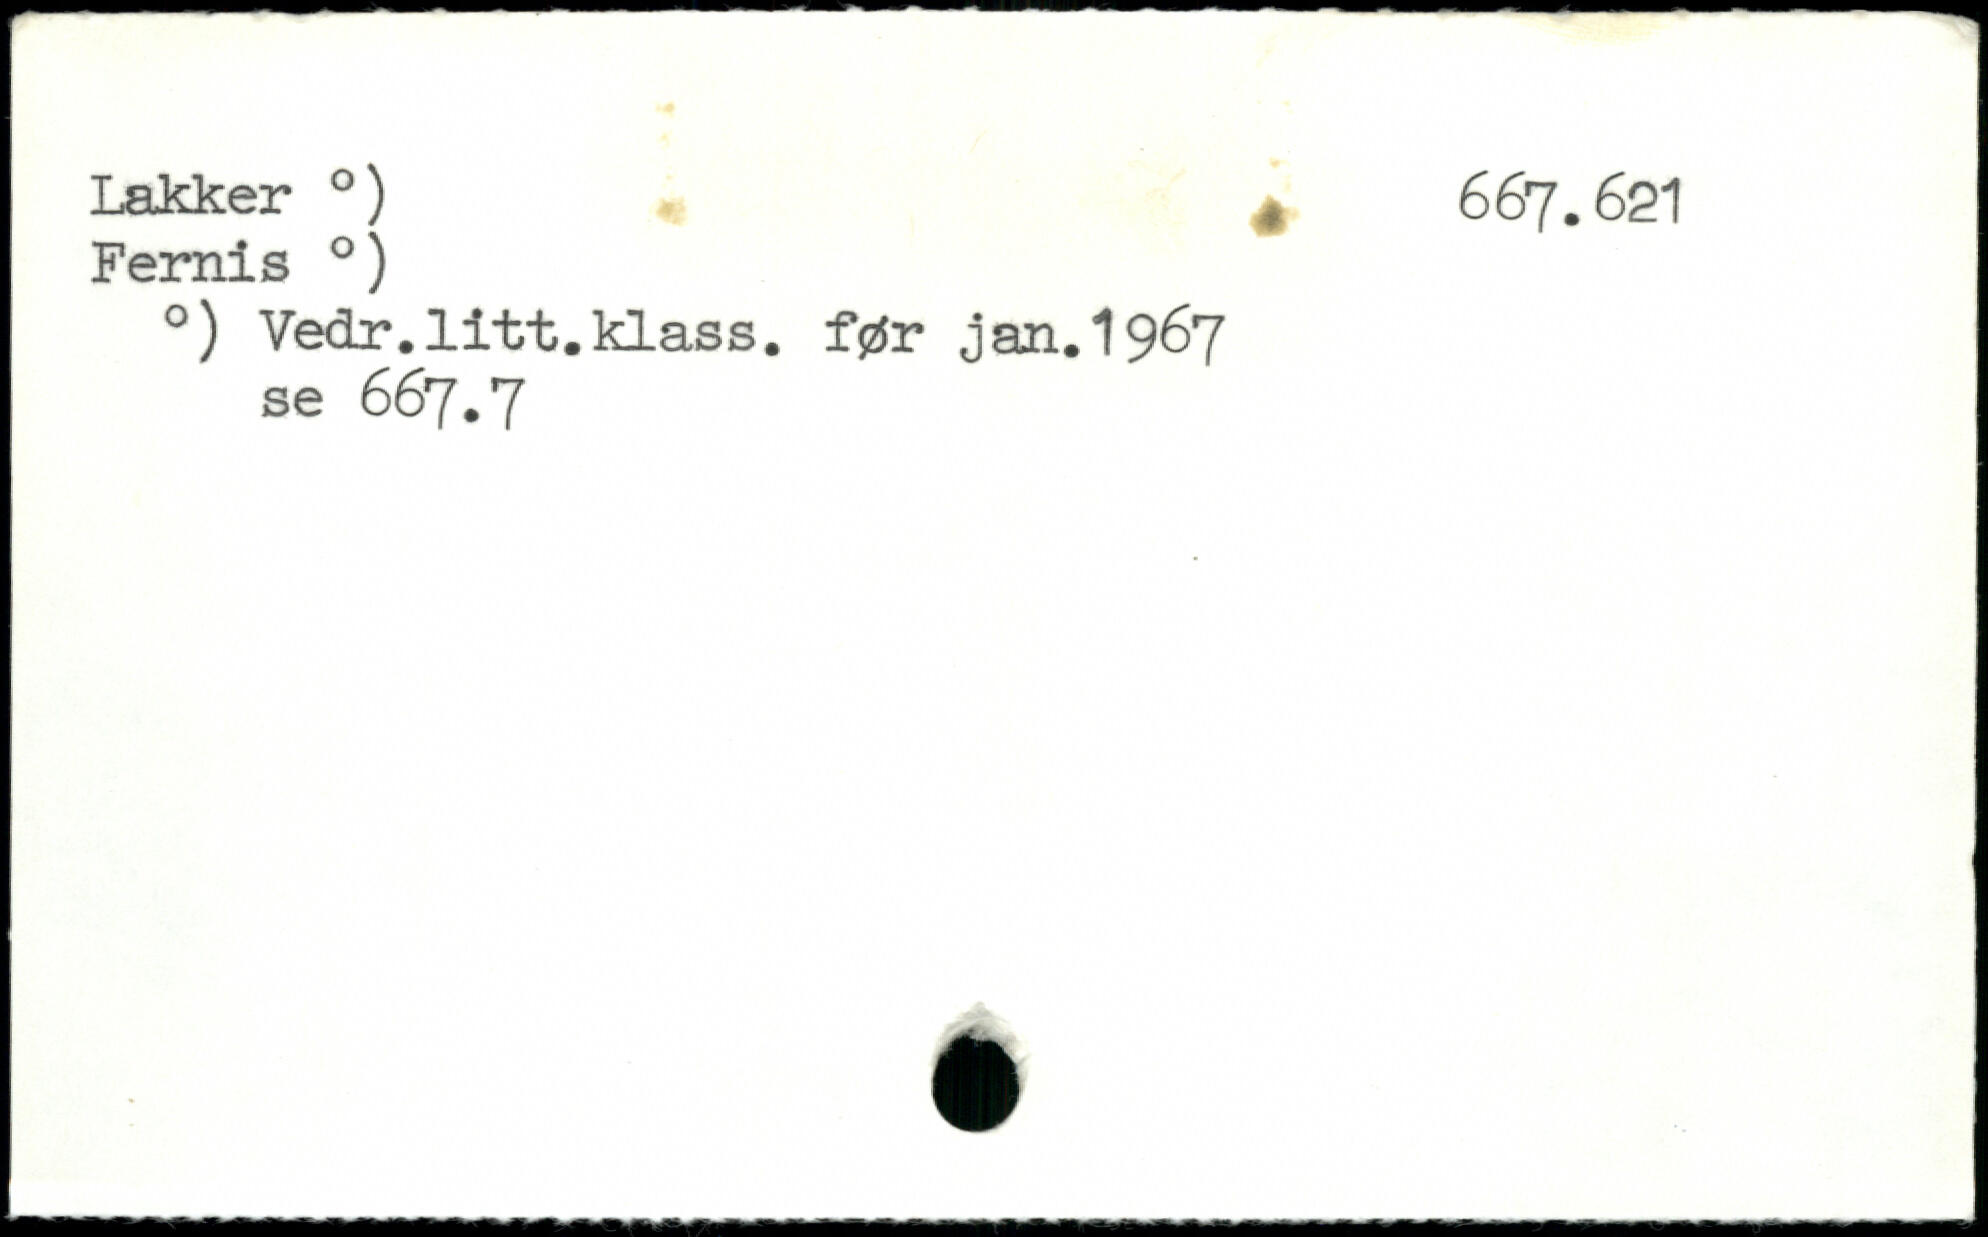 Lakker °) 667.621
Fernis °)
°) Vedr.litt.klass. før jan.1967
se 667.7